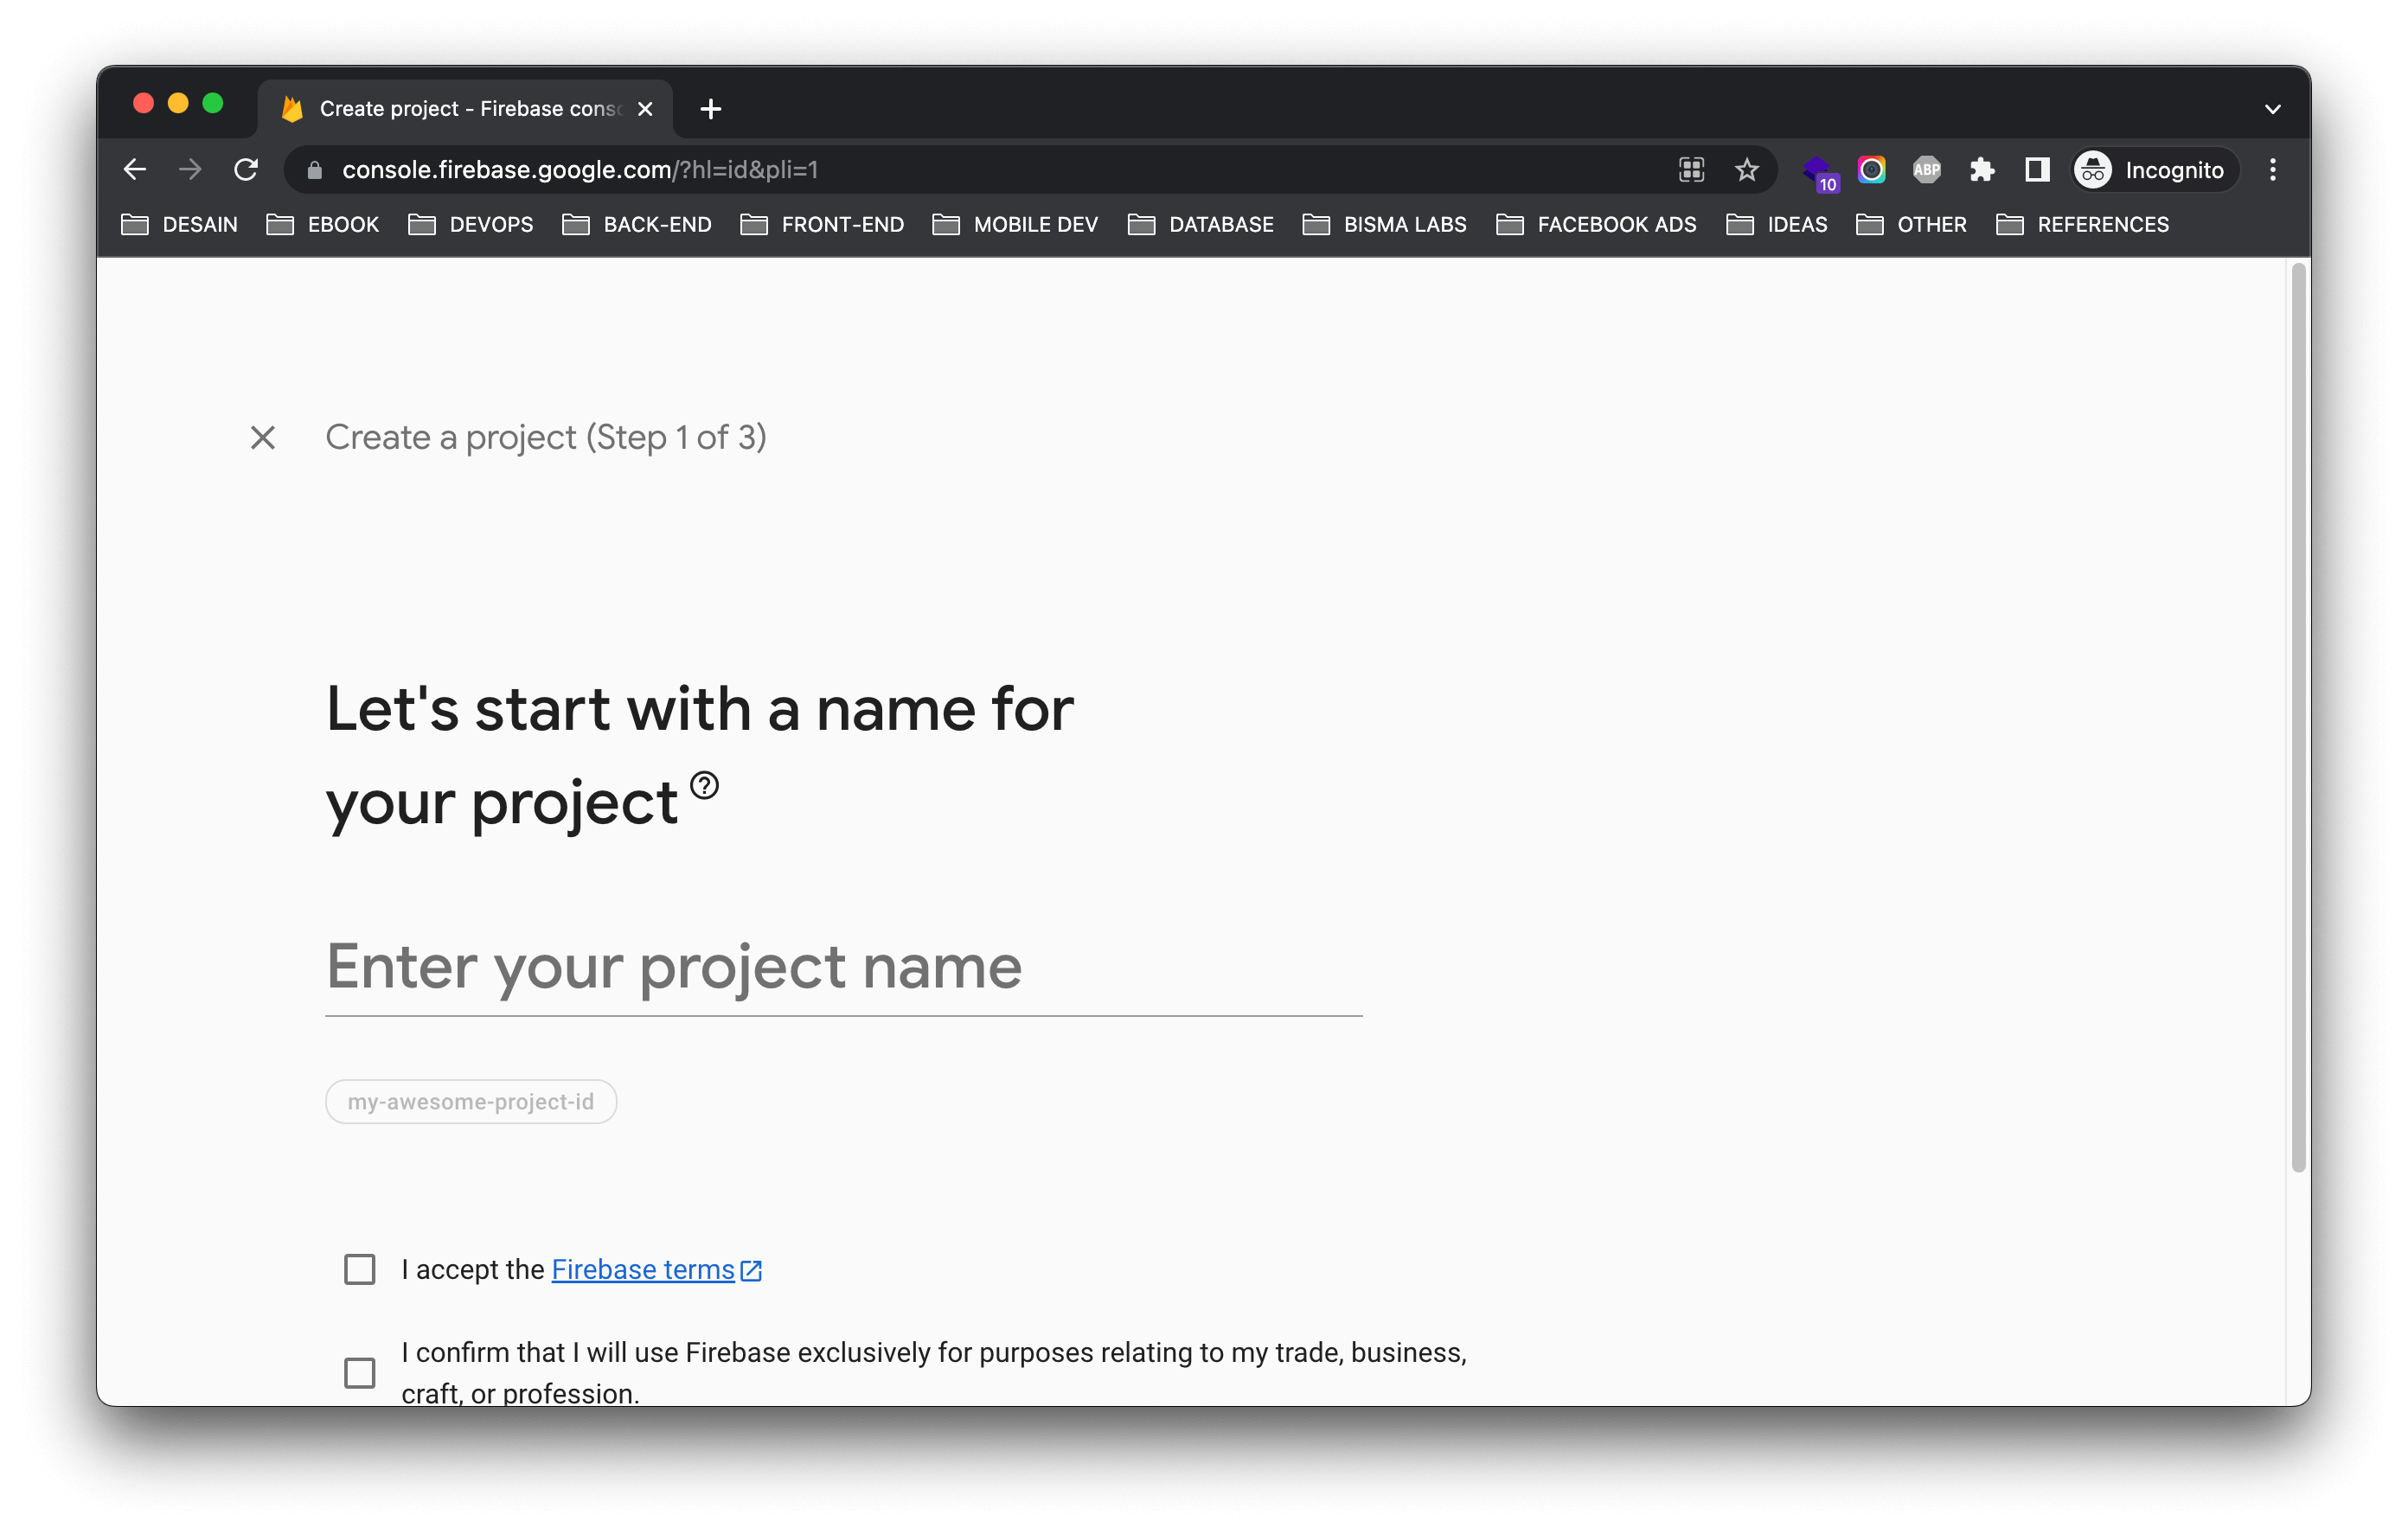 Create project - Firebase cons
console.firebase.google.com/?hl=id&pli=1
10
ABP
Incognito
DESAIN
EBOOK
DEVOPS
BACK-END
FRONT-END
MOBILE DEV
DATABASE
BISMA LABS
FACEBOOK ADS
IDEAS
OTHER
REFERENCES
Create a project (Step 1 of 3)
Let's start with a name for
your project
Enter your project name
my-awesome-project-id
I accept the Firebase terms
I confirm that I will use Firebase exclusively for purposes relating to my trade, business,
craft, or profession.